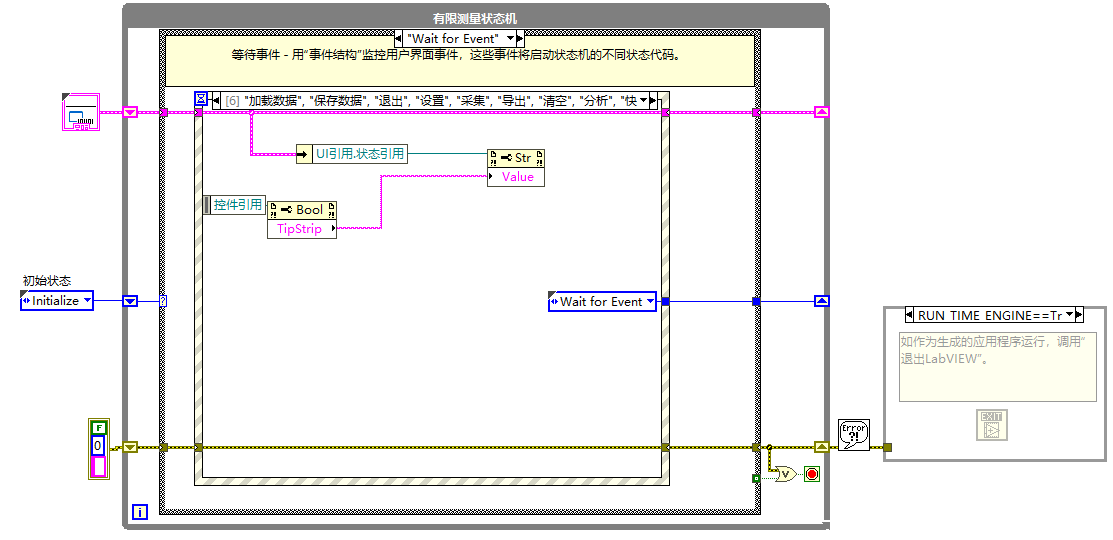 有限测量状态机
"Wait for Event"
等待事件 - 用“事件结构”监控用户界面事件，这些事件将启动状态机的不同状态代码。
[6] "加载数据", "保存数据", "退出", "设置", "采集", "导出", "清空", "分析", "快
UI引用.状态引用
Str
Value
控件引用
Bool
TipStrip
初始状态
Initialize
?
Wait for Event
RUN_TIME_ENGINE==Tr
如作为生成的应用程序运行，调用“
退出LabVIEW”。
EXIT
F
0
Error
?!
V
i